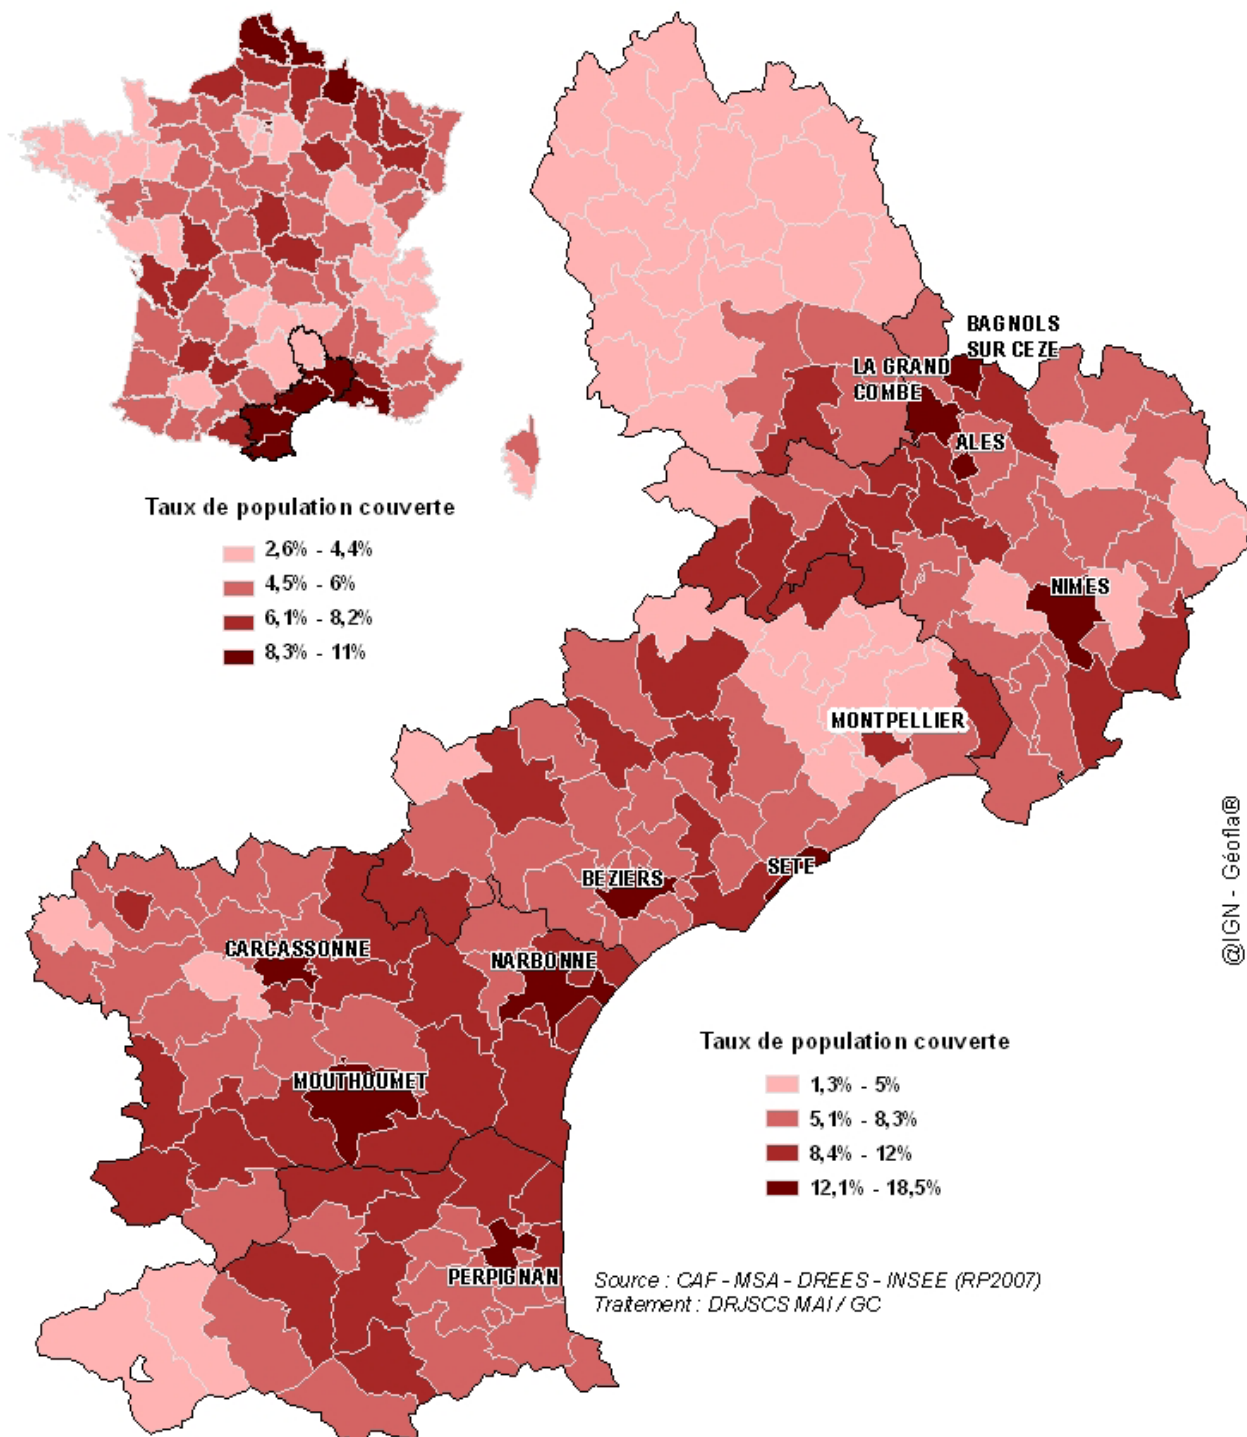 Taux de population couverte
2,6% - 4,4%
4,5% - 6%
6,1% - 8,2%
8,3% - 11%
BAGNOLS
SUR CEZE
LA GRAND
COMBE
ALES
NIMES
MONTPELLIER
SETE
BEZIERS
CARCASSONNE
NARBONNE
MOUTHOUMET
PERPIGNAN
@IGN - Géofla®
Taux de population couverte
1,3% - 5%
5,1% - 8,3%
8,4% - 12%
12,1% - 18,5%
Source : CAF - MSA - DREES - INSEE (RP2007)
Traitement : DRJSCS MAI / GC